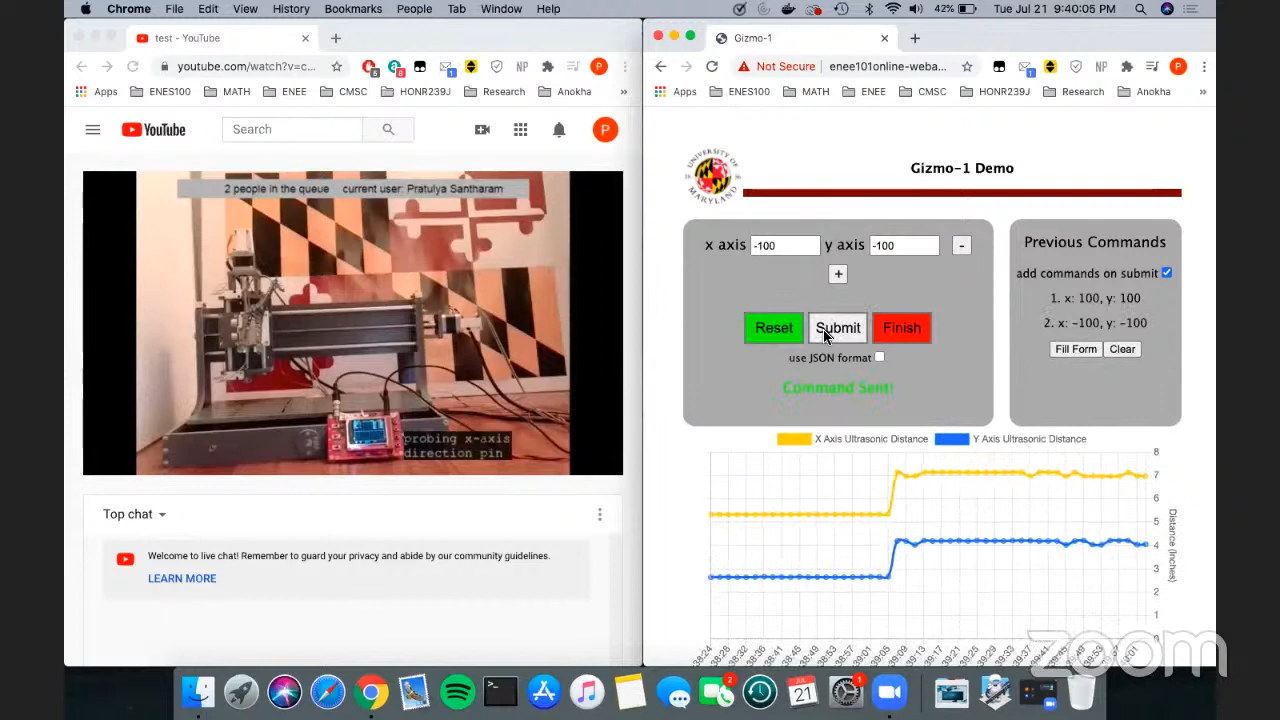 Chrome File Edit View History Bookmarks People Tab Window Help
42% Tue Jul 21 9:40:05 PM
test - YouTube
Gizmo-1
youtube.com/watch?v=c...
Not Secure enee101online-weba...
Apps ENES100 MATH ENEE CMSC HONR239J Research Anokha »
Apps ENES100 MATH ENEE CMSC HONR239J Research Anokha »
YouTube
Search
P
2 people in the queue current user: Pratulya Santharam
probing x-axis
direction pin
Top chat
Welcome to live chat! Remember to guard your privacy and abide by our community guidelines.
LEARN MORE
UNIVERSITY OF
MARYLAND
Gizmo-1 Demo
x axis -100 y axis -100 -
+
Reset Submit Finish
use JSON format
Command Sent!
Previous Commands
add commands on submit
1. x: 100, y: 100
2. x: -100, y: -100
Fill Form Clear
X Axis Ultrasonic Distance Y Axis Ultrasonic Distance
8
7
6
5
4
3
2
1
Distance (Inches)
zoom